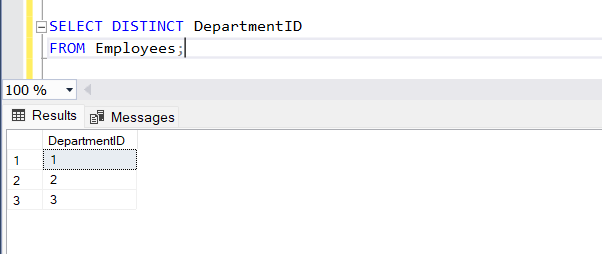 SELECT DISTINCT DepartmentID
FROM Employees;
100 %
Results Messages
DepartmentID
1 1
2 2
3 3